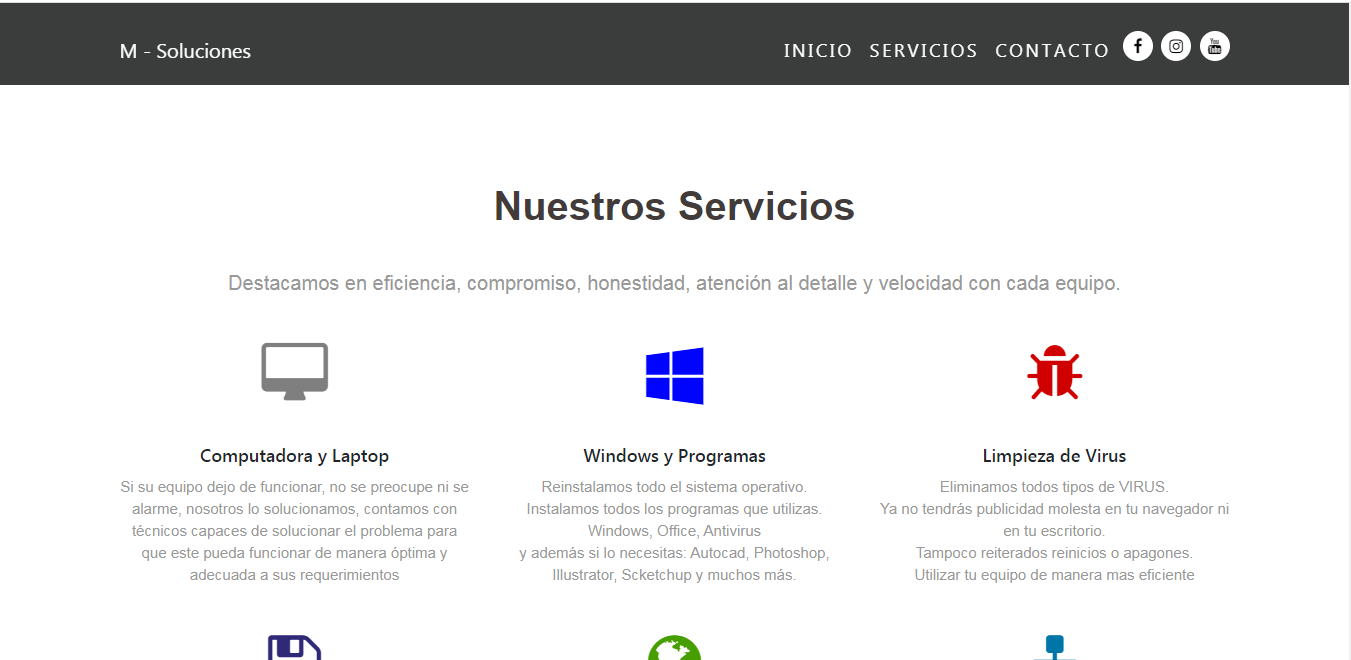 M - Soluciones
INICIO SERVICIOS CONTACTO
You
Tube
Nuestros Servicios
Destacamos en eficiencia, compromiso, honestidad, atención al detalle y velocidad con cada equipo.
Computadora y Laptop
Si su equipo dejo de funcionar, no se preocupe ni se
alarme, nosotros lo solucionamos, contamos con
técnicos capaces de solucionar el problema para
que este pueda funcionar de manera óptima y
adecuada a sus requerimientos
Windows y Programas
Reinstalamos todo el sistema operativo.
Instalamos todos los programas que utilizas.
Windows, Office, Antivirus
y además si lo necesitas: Autocad, Photoshop,
Illustrator, Scketchup y muchos más.
Limpieza de Virus
Eliminamos todos tipos de VIRUS.
Ya no tendrás publicidad molesta en tu navegador ni
en tu escritorio.
Tampoco reiterados reinicios o apagones.
Utilizar tu equipo de manera mas eficiente